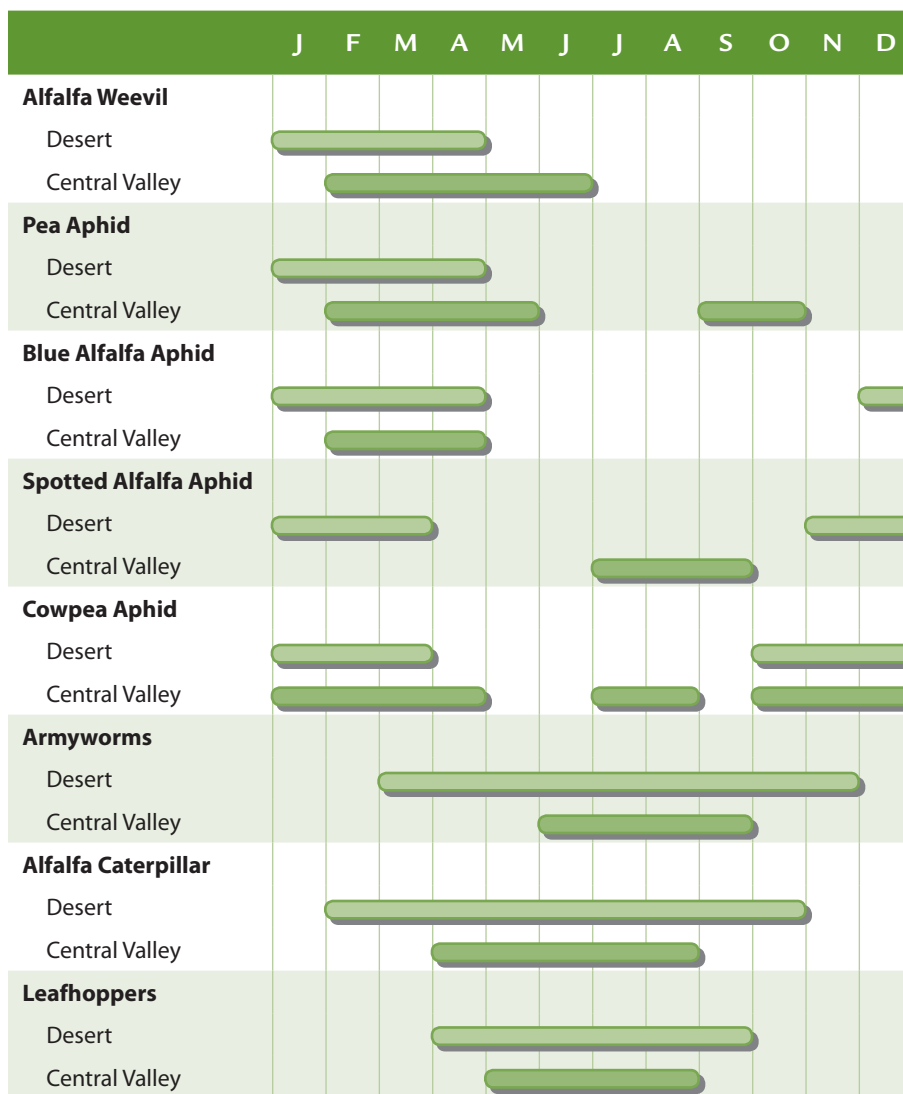 J F M A M J J A S O N D
Alfalfa Weevil
Desert
Central Valley
Pea Aphid
Desert
Central Valley
Blue Alfalfa Aphid
Desert
Central Valley
Spotted Alfalfa Aphid
Desert
Central Valley
Cowpea Aphid
Desert
Central Valley
Armyworms
Desert
Central Valley
Alfalfa Caterpillar
Desert
Central Valley
Leafhoppers
Desert
Central Valley